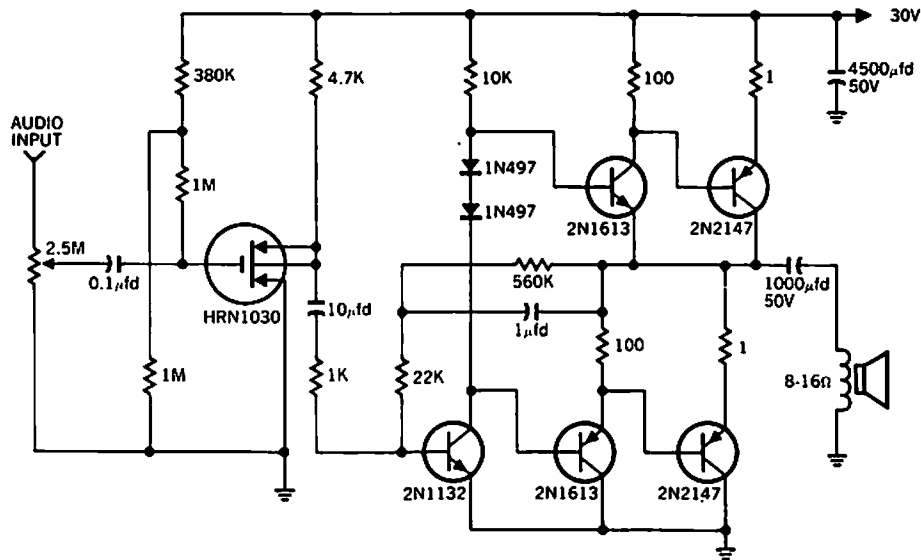 30V
380K
4.7K
10K
100
1
4500µfd
50V
AUDIO
INPUT
1N497
1M
1N497
2N1613
2N2147
2.5M
0.1µfd
560K
1000µfd
50V
HRN1030
10µfd
1µfd
100
1
1M
1K
22K
8-16Ω
2N1132
2N1613
2N2147